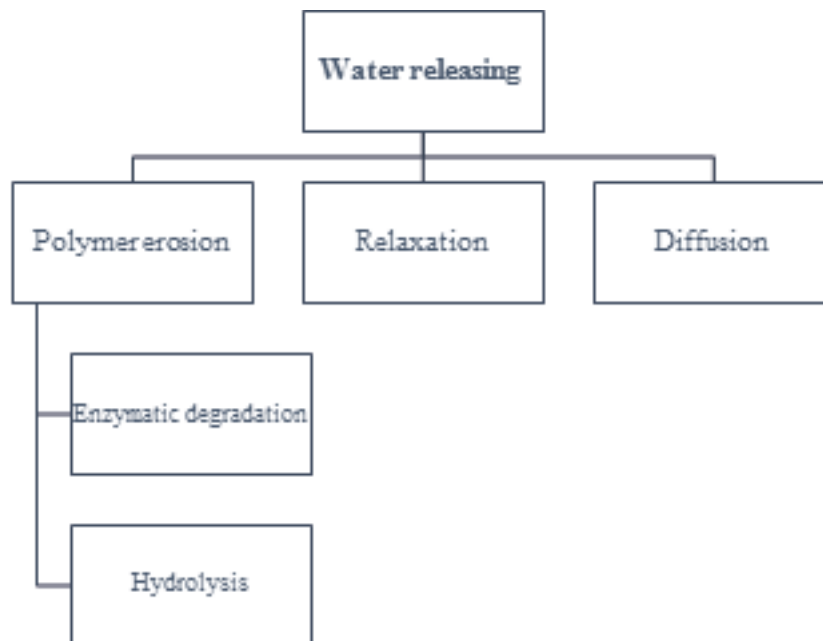 Water releasing
Polymer erosion
Relaxation
Diffusion
Enzymatic degradation
Hydrolysis